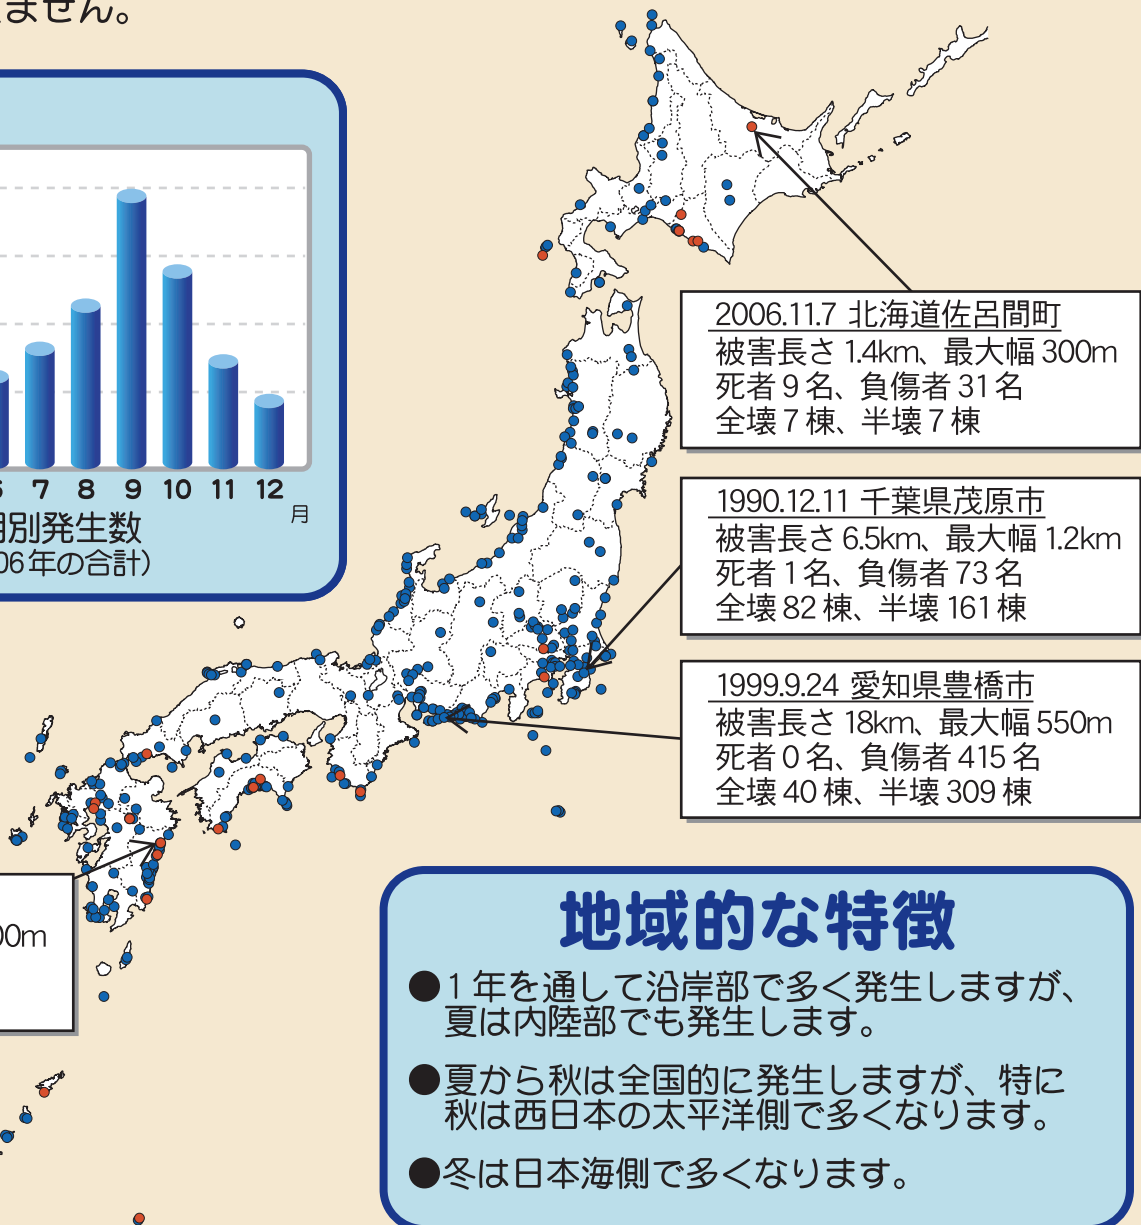 ません。
7 8 9 10 11 12
月
別発生数
06年の合計）
2006.11.7 北海道佐呂間町
被害長さ 1.4km、最大幅 300m
死者 9 名、負傷者 31 名
全壊 7 棟、半壊 7 棟
1990.12.11 千葉県茂原市
被害長さ 6.5km、最大幅 1.2km
死者 1 名、負傷者 73 名
全壊 82 棟、半壊 161 棟
1999.9.24 愛知県豊橋市
被害長さ 18km、最大幅 550m
死者 0 名、負傷者 415 名
全壊 40 棟、半壊 309 棟
00m
地域的な特徴
●1 年を通して沿岸部で多く発生しますが、
夏は内陸部でも発生します。
●夏から秋は全国的に発生しますが、特に
秋は西日本の太平洋側で多くなります。
●冬は日本海側で多くなります。